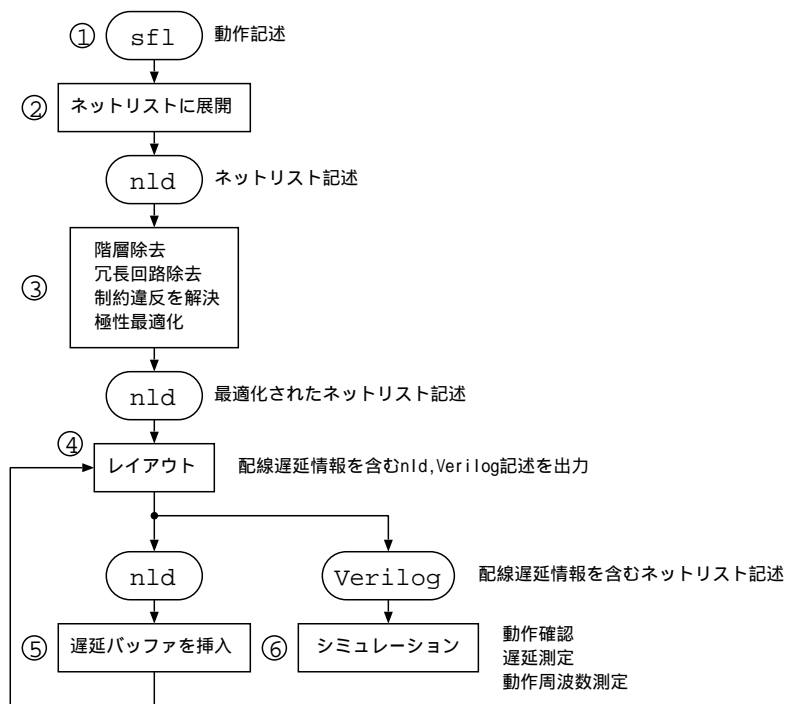 ① sfl 動作記述
② ネットリストに展開
nld ネットリスト記述
③ 階層除去
冗長回路除去
制約違反を解決
極性最適化
nld 最適化されたネットリスト記述
④ レイアウト 配線遅延情報を含むnld,Verilog記述を出力
nld Verilog 配線遅延情報を含むネットリスト記述
⑤ 遅延バッファを挿入 ⑥ シミュレーション 動作確認
遅延測定
動作周波数測定